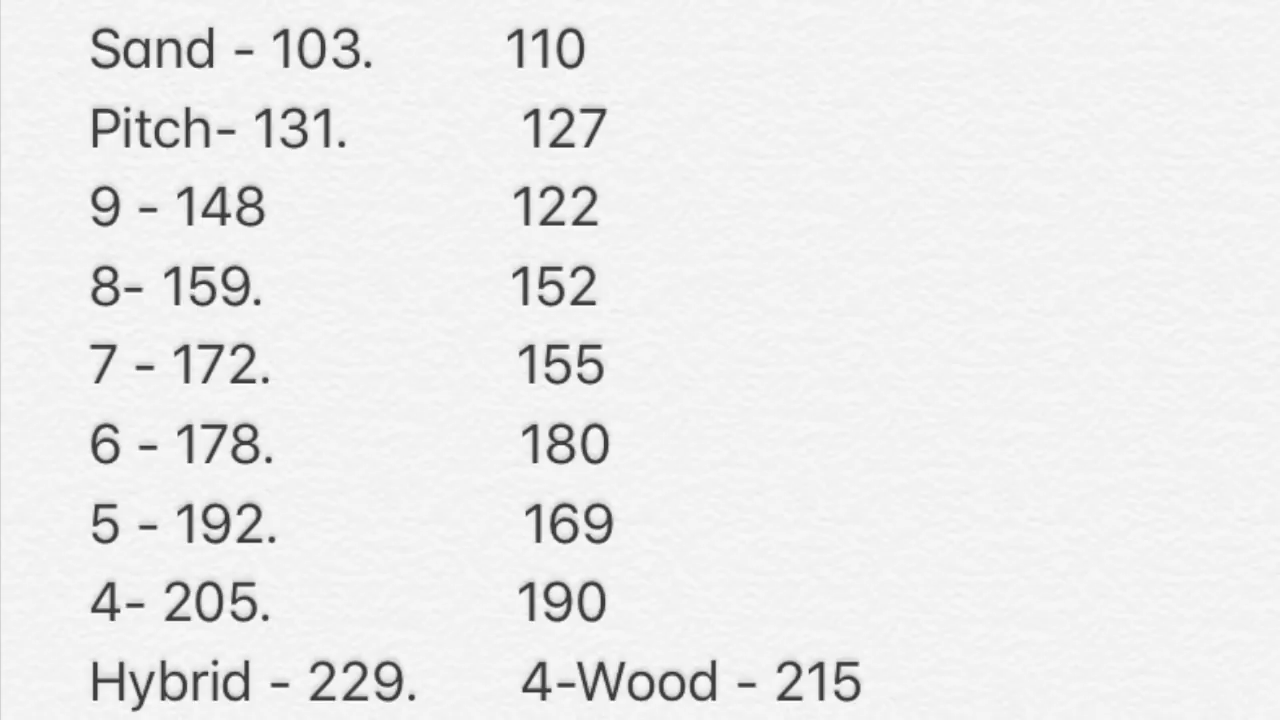 Sand - 103. 110
Pitch- 131. 127
9 - 148 122
8- 159. 152
7 - 172. 155
6 - 178. 180
5 - 192. 169
4- 205. 190
Hybrid - 229. 4-Wood - 215